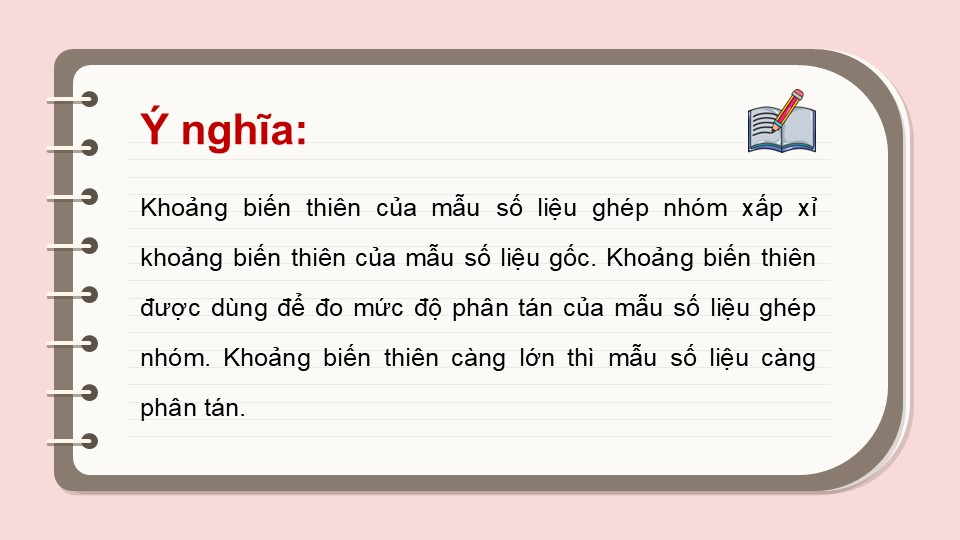 Ý nghĩa:
Khoảng biến thiên của mẫu số liệu ghép nhóm xấp xỉ
khoảng biến thiên của mẫu số liệu gốc. Khoảng biến thiên
được dùng để đo mức độ phân tán của mẫu số liệu ghép
nhóm. Khoảng biến thiên càng lớn thì mẫu số liệu càng
phân tán.